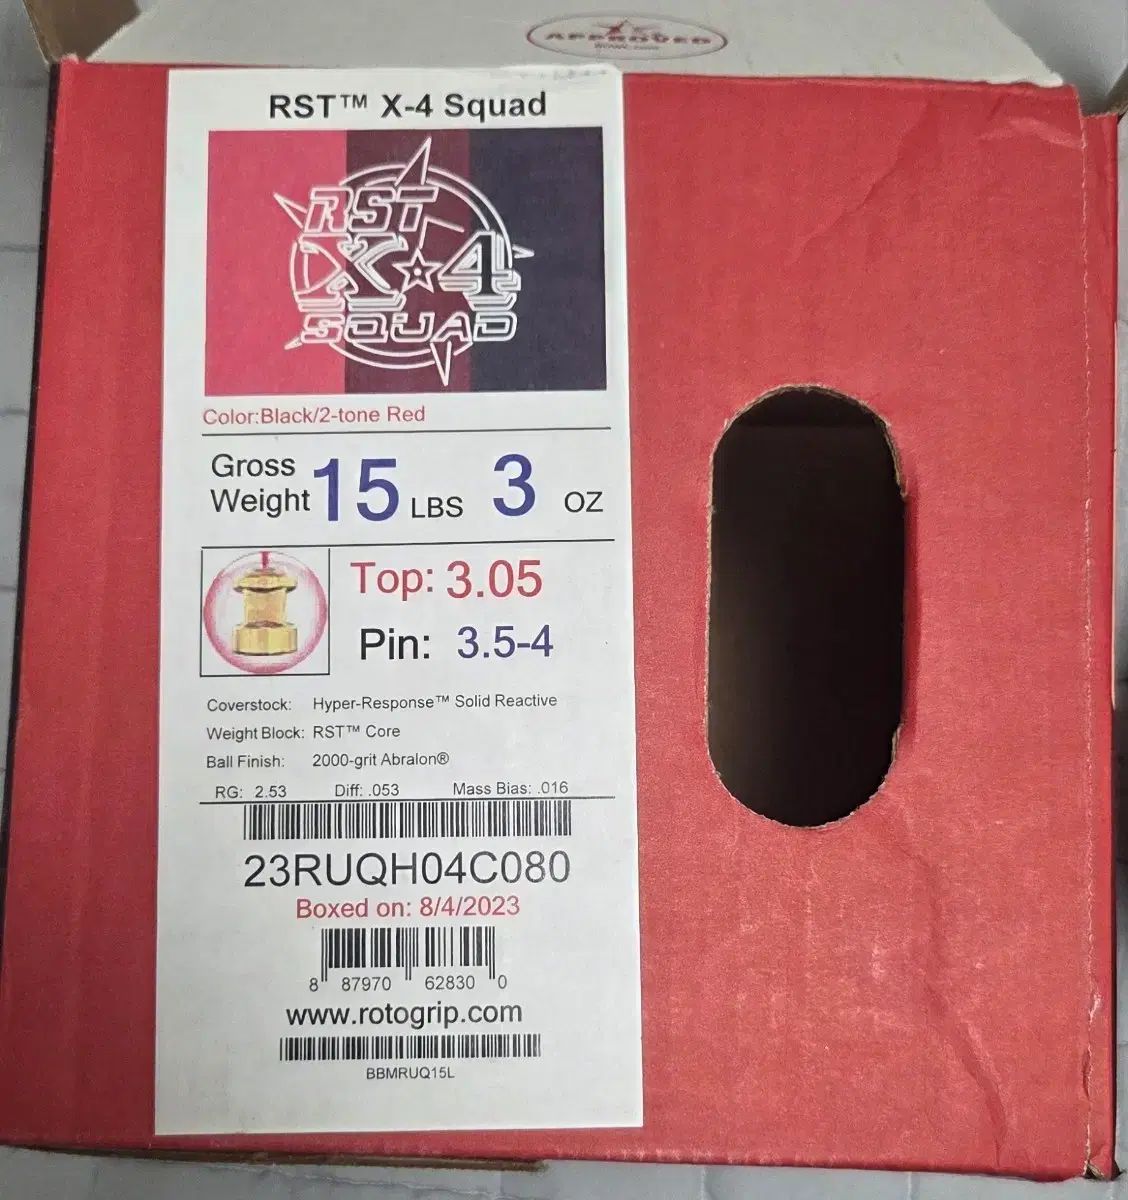 APPROVED
RST™ X-4 Squad
RST
X★4
SQUAD
Color:Black/2-tone Red
Gross Weight 15 LBS 3 OZ
Top: 3.05
Pin: 3.5-4
Coverstock: Hyper-Response™ Solid Reactive
Weight Block: RST™ Core
Ball Finish: 2000-grit Abralon®
RG: 2.53 Diff: .053 Mass Bias: .016
23RUQH04C080
Boxed on: 8/4/2023
8 87970 62830 0
www.rotogrip.com
BBMRUQ15L